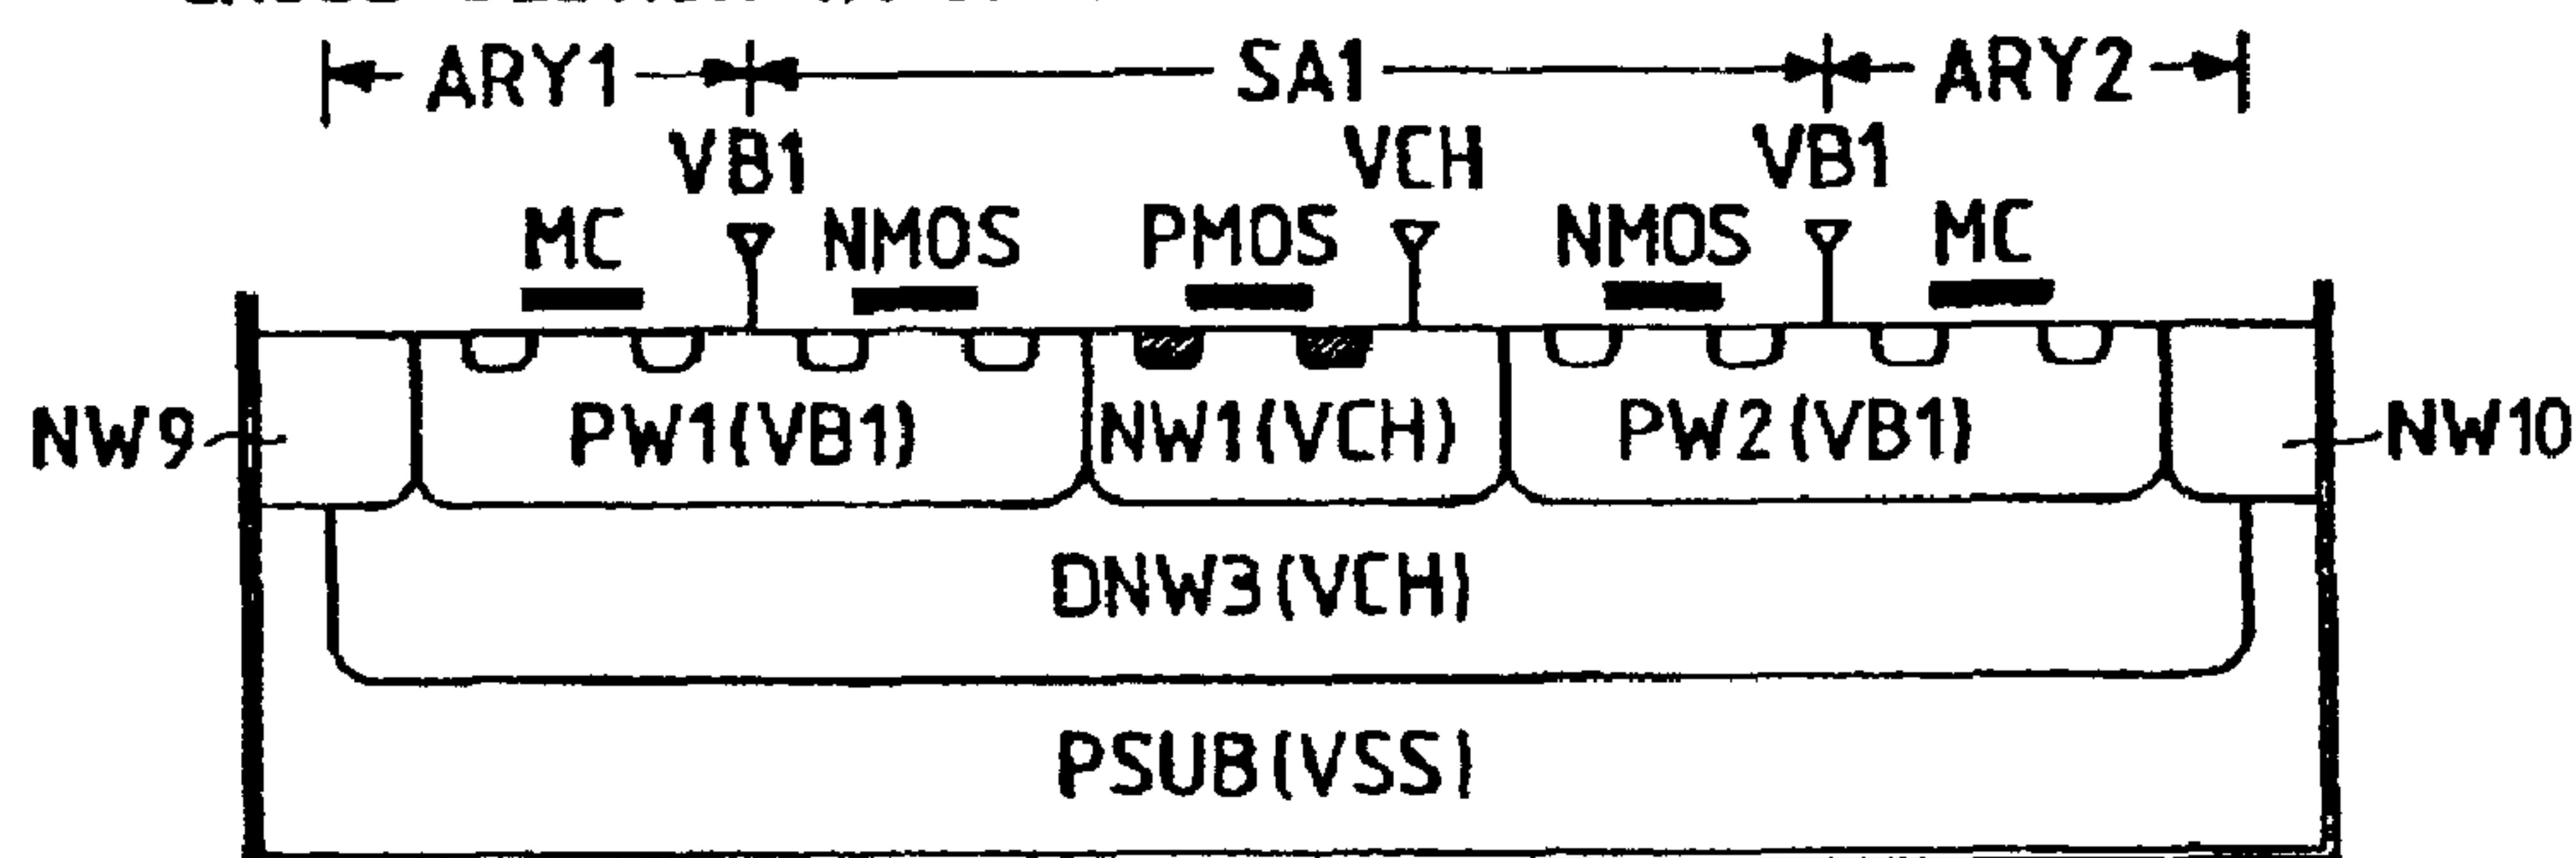 ARY1 SA1 ARY2
VB1 VCH VB1
MC NMOS PMOS NMOS MC
NW9 PW1(VB1) NW1(VCH) PW2(VB1) NW10
DNW3(VCH)
PSUB(VSS)